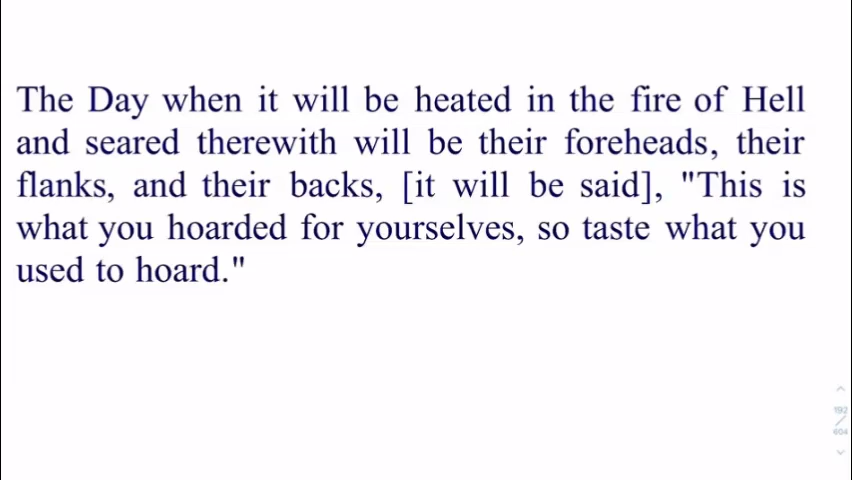 The Day when it will be heated in the fire of Hell
and seared therewith will be their foreheads, their
flanks, and their backs, [it will be said], "This is
what you hoarded for yourselves, so taste what you
used to hoard."
192
/
604